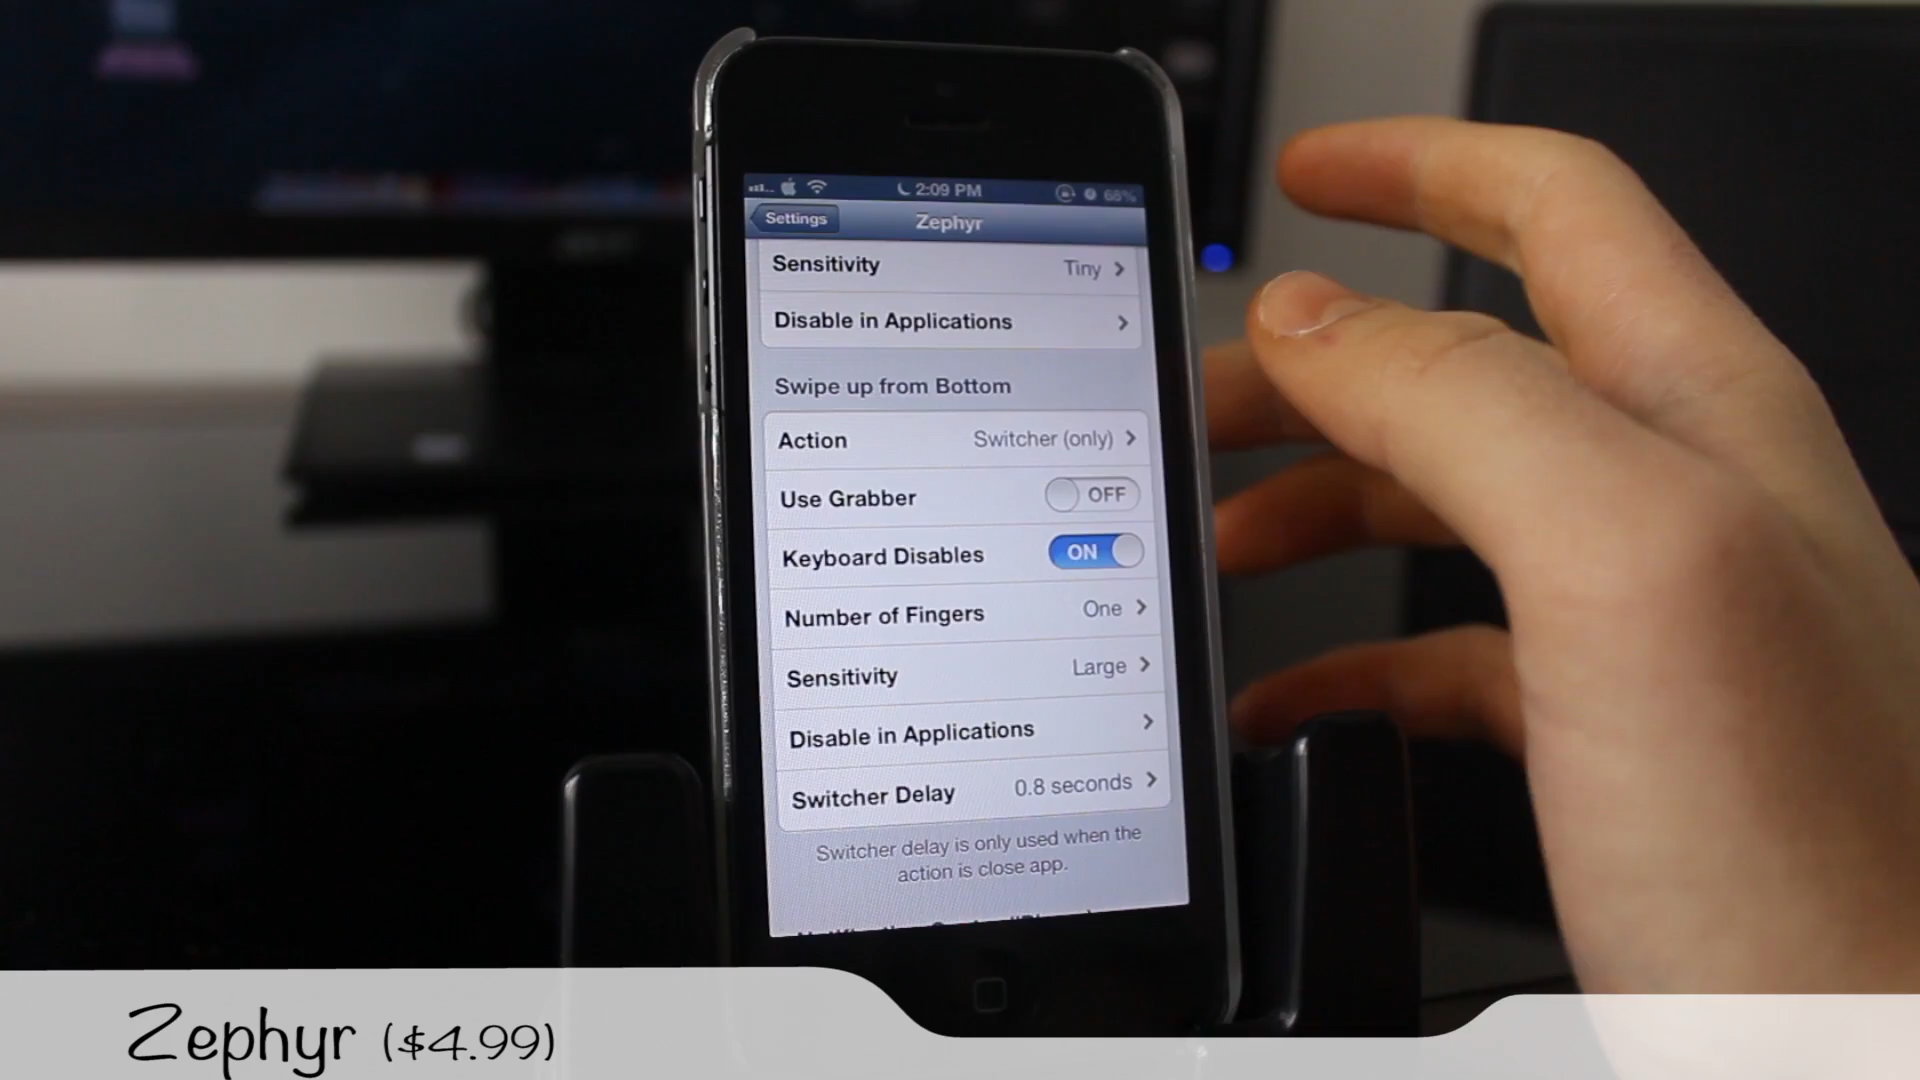 2:09 PM 68%
Settings Zephyr
Sensitivity Tiny
Disable in Applications
Swipe up from Bottom
Action Switcher (only)
Use Grabber OFF
Keyboard Disables ON
Number of Fingers One
Sensitivity Large
Disable in Applications
Switcher Delay 0.8 seconds
Switcher delay is only used when the
action is close app.
Zephyr ($4.99)